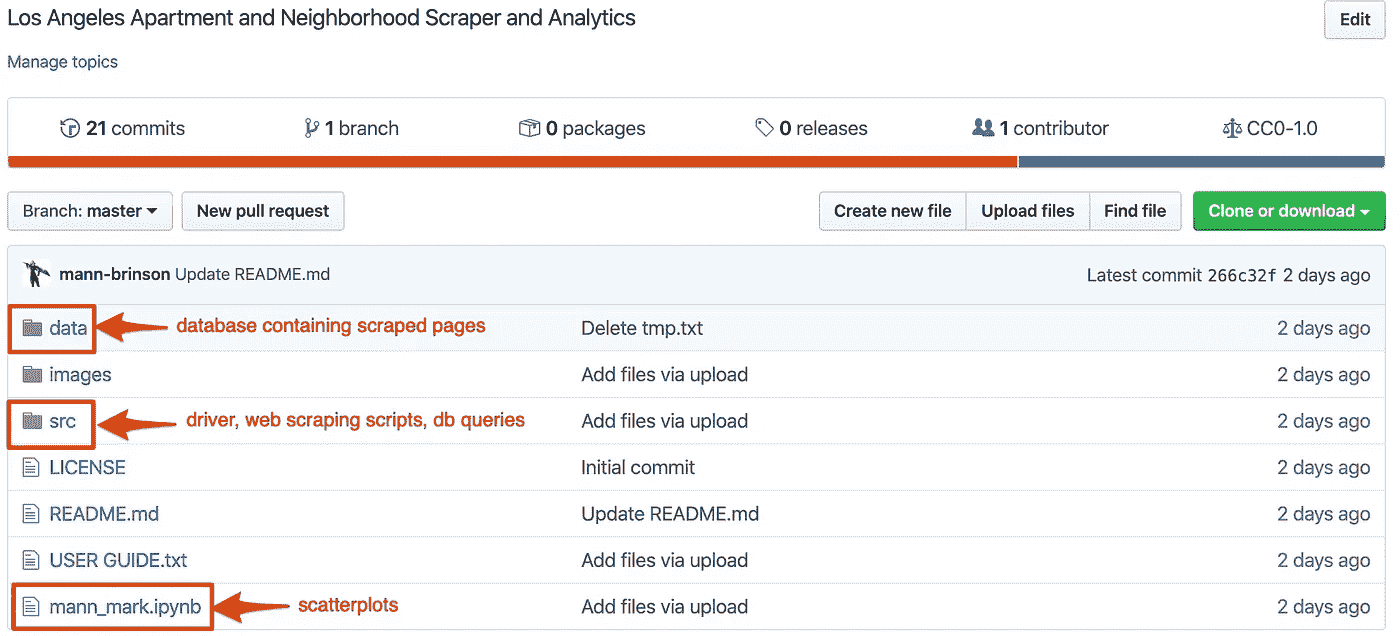 Los Angeles Apartment and Neighborhood Scraper and Analytics
Edit
Manage topics
21 commits
1 branch
0 packages
0 releases
1 contributor
CC0-1.0
Branch: master
New pull request
Create new file
Upload files
Find file
Clone or download
mann-brinson Update README.md
Latest commit 266c32f 2 days ago
data
database containing scraped pages
Delete tmp.txt
2 days ago
images
Add files via upload
2 days ago
src
driver, web scraping scripts, db queries
Add files via upload
2 days ago
LICENSE
Initial commit
2 days ago
README.md
Update README.md
2 days ago
USER GUIDE.txt
Add files via upload
2 days ago
mann_mark.ipynb
scatterplots
Add files via upload
2 days ago